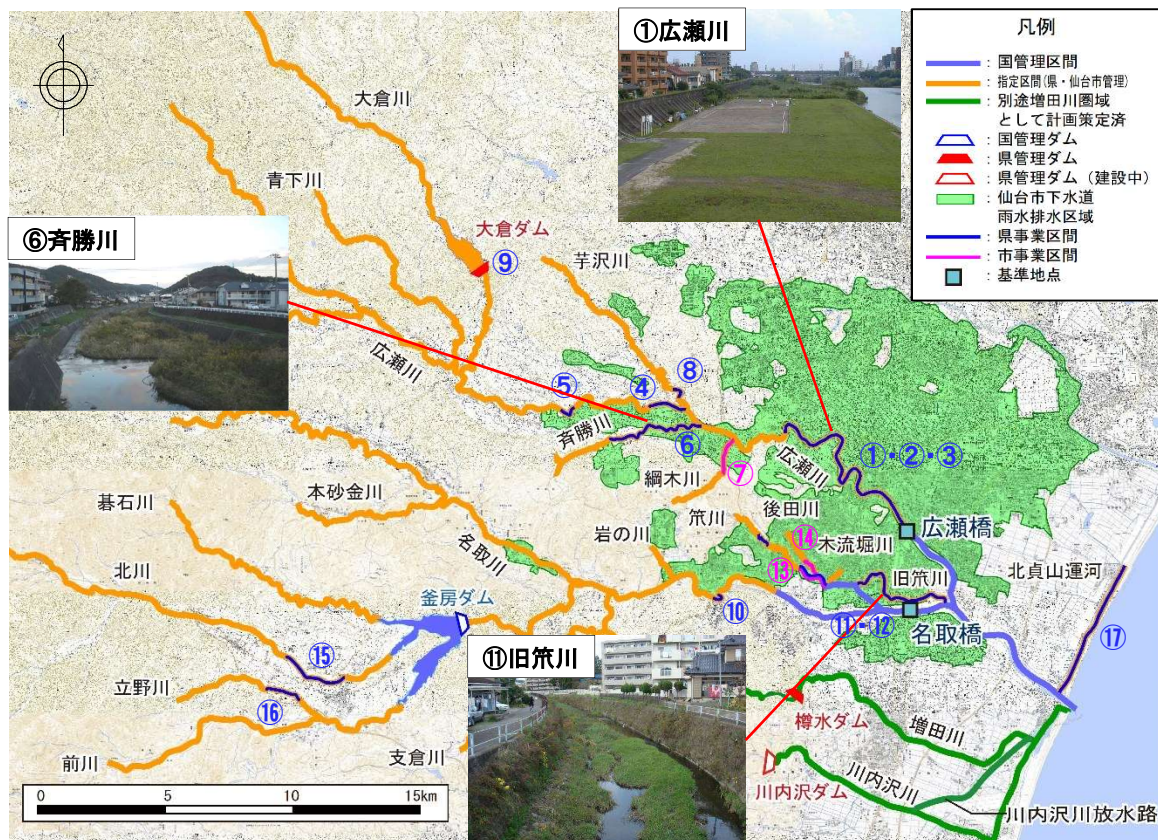 ①広瀬川
凡例
: 国管理区間
: 指定区間(県・仙台市管理)
: 別途増田川圏域
として計画策定済
: 国管理ダム
: 県管理ダム
: 県管理ダム（建設中）
: 仙台市下水道
雨水排水区域
: 県事業区間
: 市事業区間
: 基準地点
大倉川
青下川
⑥斉勝川
大倉ダム
⑨
芋沢川
広瀬川
⑤
④
⑧
斉勝川
⑥
⑦
広瀬川
①・②・③
綱木川
碁石川
本砂金川
名取川
岩の川
笊川
後田川
⑭
木流堀川
広瀬橋
北川
釜房ダム
⑬
旧笊川
北貞山運河
⑩
⑪・⑫
名取橋
⑰
⑮
立野川
⑯
⑪旧笊川
樽水ダム
増田川
前川
支倉川
川内沢ダム
川内沢川
川内沢川放水路
0 5 10 15km